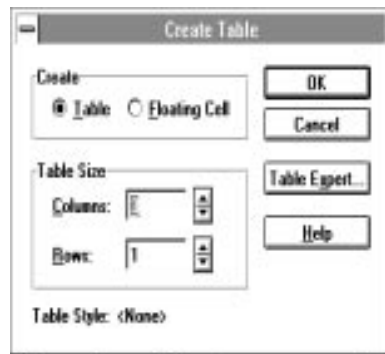 Create Table
Create
Table
Floating Cell
OK
Cancel
Table Size
Columns:
Rows: 1
Table Expert...
Help
Table Style: <None>